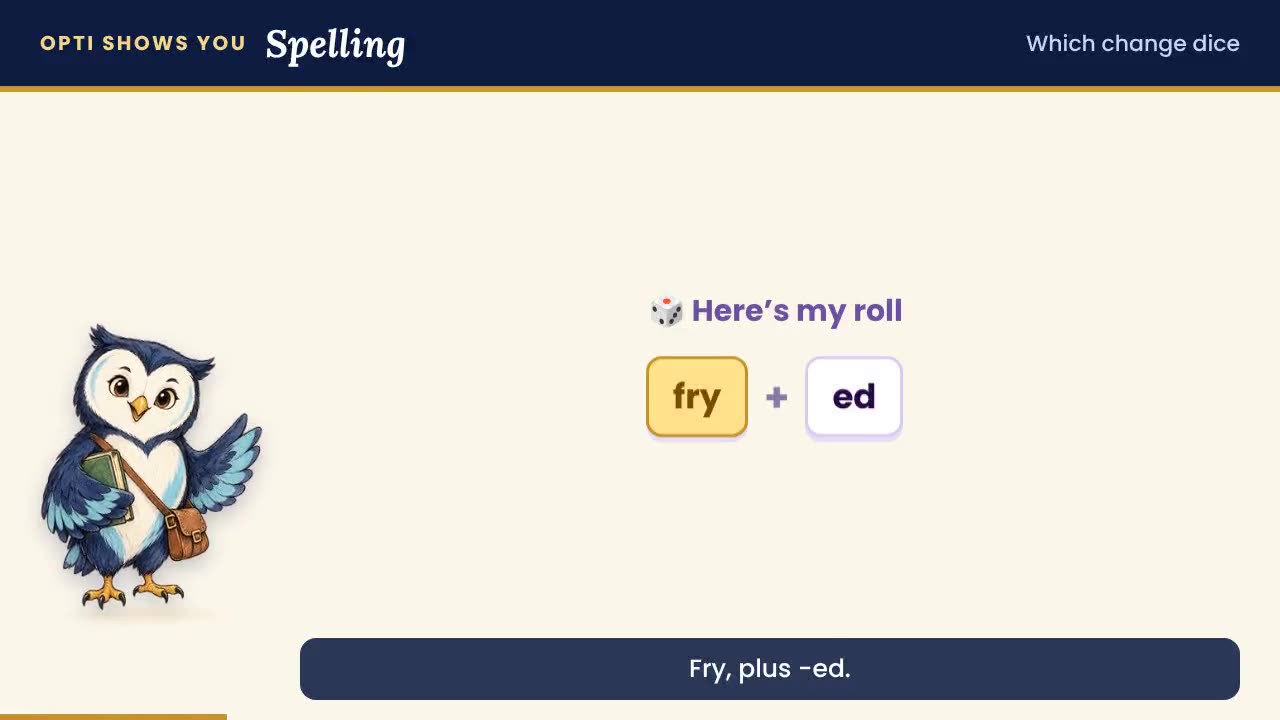 OPTI SHOWS YOU Spelling
Which change dice
Here’s my roll
fry + ed
Fry, plus -ed.